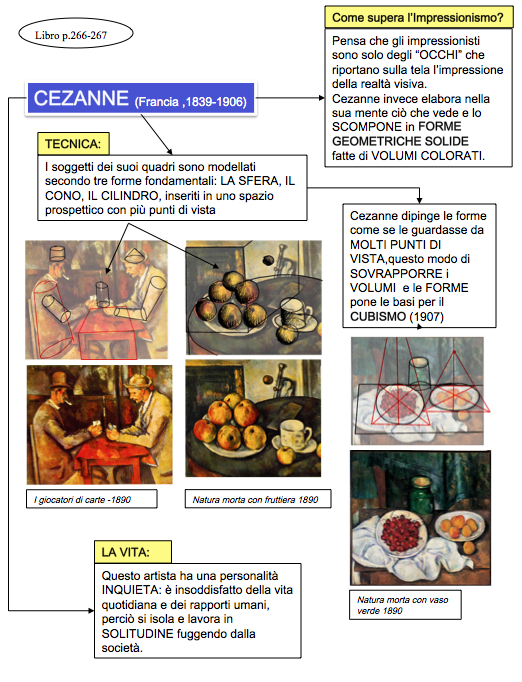 Libro p.266-267
Come supera l'Impressionismo?
Pensa che gli impressionisti
sono solo degli "OCCHI" che
riportano sulla tela l'impressione
della realtà visiva.
Cezanne invece elabora nella
sua mente ciò che vede e lo
SCOMPONE in FORME
GEOMETRICHE SOLIDE
fatte di VOLUMI COLORATI.
CEZANNE (Francia ,1839-1906)
TECNICA:
I soggetti dei suoi quadri sono modellati
secondo tre forme fondamentali: LA SFERA, IL
CONO, IL CILINDRO, inseriti in uno spazio
prospettico con più punti di vista
Cezanne dipinge le forme
come se le guardasse da
MOLTI PUNTI DI
VISTA,questo modo di
SOVRAPPORRE i
VOLUMI e le FORME
pone le basi per il
CUBISMO (1907)
I giocatori di carte -1890
Natura morta con fruttiera 1890
Natura morta con vaso
verde 1890
LA VITA:
Questo artista ha una personalità
INQUIETA: è insoddisfatto della vita
quotidiana e dei rapporti umani,
perciò si isola e lavora in
SOLITUDINE fuggendo dalla
società.